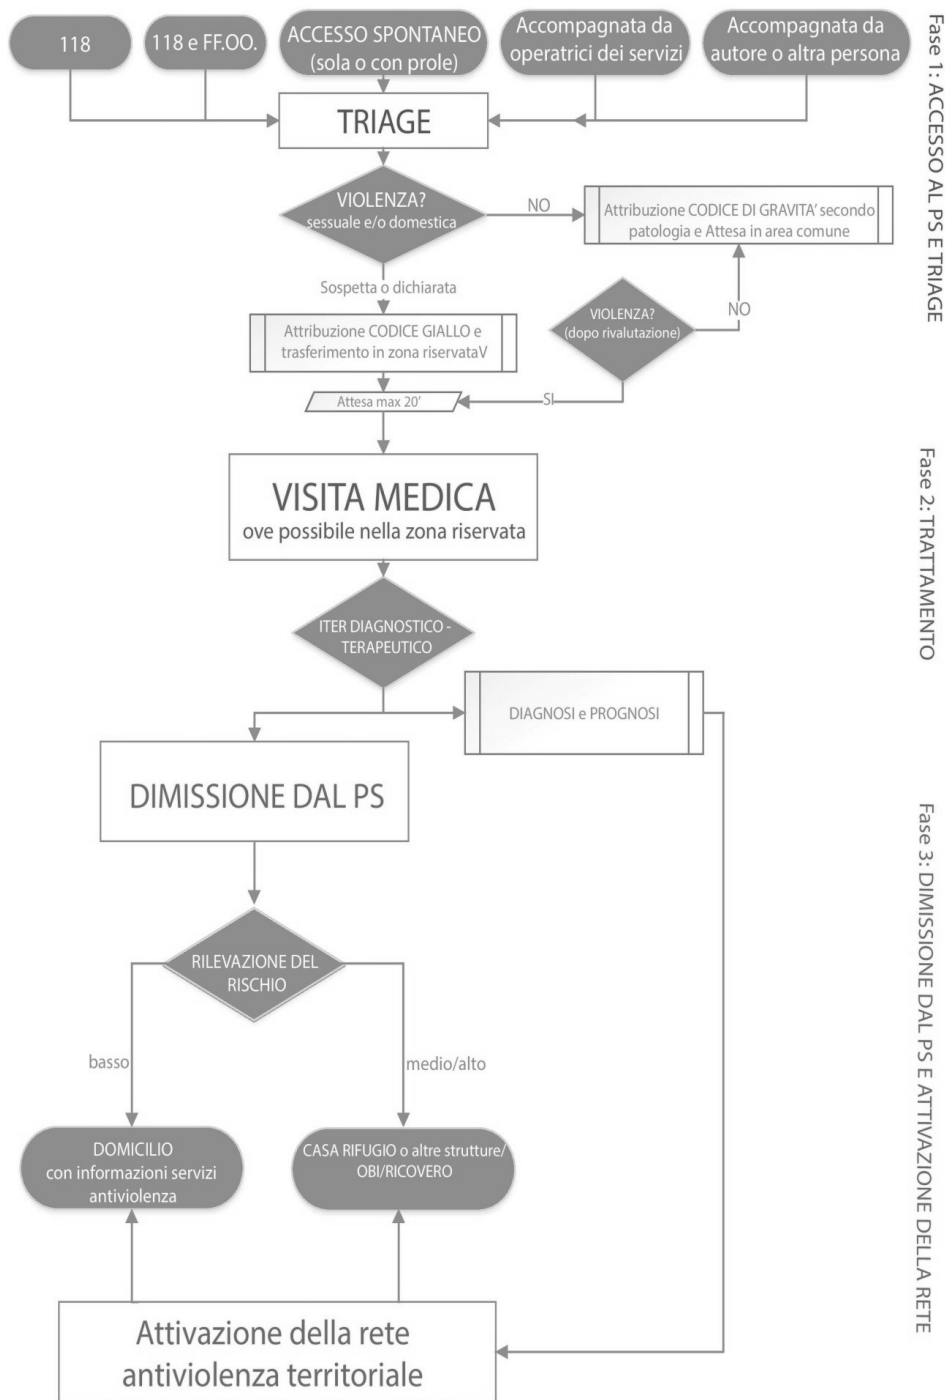 118
118 e FF.OO.
ACCESSO SPONTANEO
(sola o con prole)
Accompagnata da
operatrici dei servizi
Accompagnata da
autore o altra persona
Fase 1: ACCESSO AL PS E TRIAGE
TRIAGE
VIOLENZA?
sessuale e/o domestica
NO
Attribuzione CODICE DI GRAVITA’ secondo
patologia e Attesa in area comune
Sospetta o dichiarata
VIOLENZA?
(dopo rivalutazione)
NO
Attribuzione CODICE GIALLO e
trasferimento in zona riservataV
Attesa max 20’
SI
Fase 2: TRATTAMENTO
VISITA MEDICA
ove possibile nella zona riservata
ITER DIAGNOSTICO -
TERAPEUTICO
DIAGNOSI e PROGNOSI
DIMISSIONE DAL PS
Fase 3: DIMISSIONE DAL PS E ATTIVAZIONE DELLA RETE
RILEVAZIONE DEL
RISCHIO
basso
medio/alto
DOMICILIO
con informazioni servizi
antiviolenza
CASA RIFUGIO o altre strutture/
OBI/RICOVERO
Attivazione della rete
antiviolenza territoriale